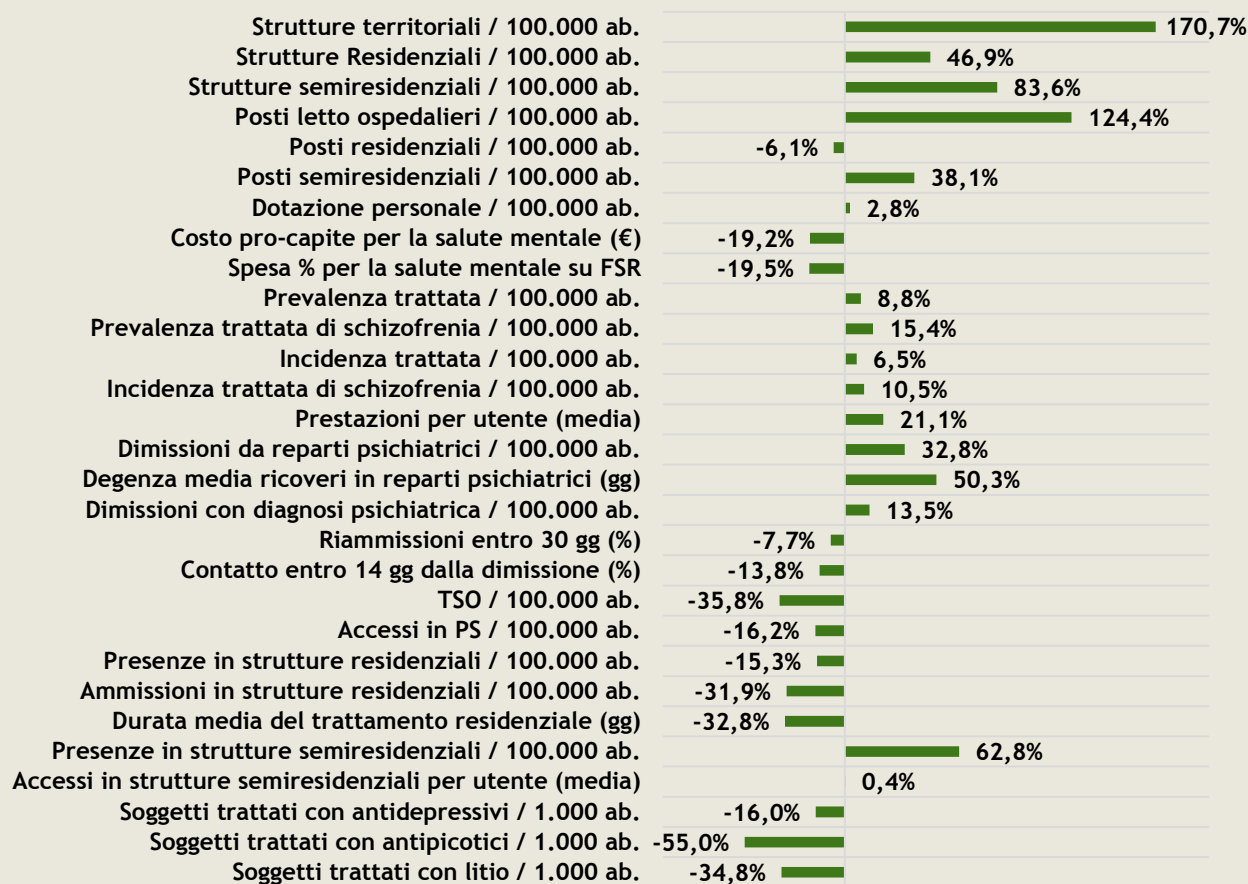 Strutture territoriali / 100.000 ab. 170,7%
Strutture Residenziali / 100.000 ab. 46,9%
Strutture semiresidenziali / 100.000 ab. 83,6%
Posti letto ospedalieri / 100.000 ab. 124,4%
Posti residenziali / 100.000 ab. -6,1%
Posti semiresidenziali / 100.000 ab. 38,1%
Dotazione personale / 100.000 ab. 2,8%
Costo pro-capite per la salute mentale (€) -19,2%
Spesa % per la salute mentale su FSR -19,5%
Prevalenza trattata / 100.000 ab. 8,8%
Prevalenza trattata di schizofrenia / 100.000 ab. 15,4%
Incidenza trattata / 100.000 ab. 6,5%
Incidenza trattata di schizofrenia / 100.000 ab. 10,5%
Prestazioni per utente (media) 21,1%
Dimissioni da reparti psichiatrici / 100.000 ab. 32,8%
Degenza media ricoveri in reparti psichiatrici (gg) 50,3%
Dimissioni con diagnosi psichiatrica / 100.000 ab. 13,5%
Riammissioni entro 30 gg (%) -7,7%
Contatto entro 14 gg dalla dimissione (%) -13,8%
TSO / 100.000 ab. -35,8%
Accessi in PS / 100.000 ab. -16,2%
Presenze in strutture residenziali / 100.000 ab. -15,3%
Ammissioni in strutture residenziali / 100.000 ab. -31,9%
Durata media del trattamento residenziale (gg) -32,8%
Presenze in strutture semiresidenziali / 100.000 ab. 62,8%
Accessi in strutture semiresidenziali per utente (media) 0,4%
Soggetti trattati con antidepressivi / 1.000 ab. -16,0%
Soggetti trattati con antipicotici / 1.000 ab. -55,0%
Soggetti trattati con litio / 1.000 ab. -34,8%